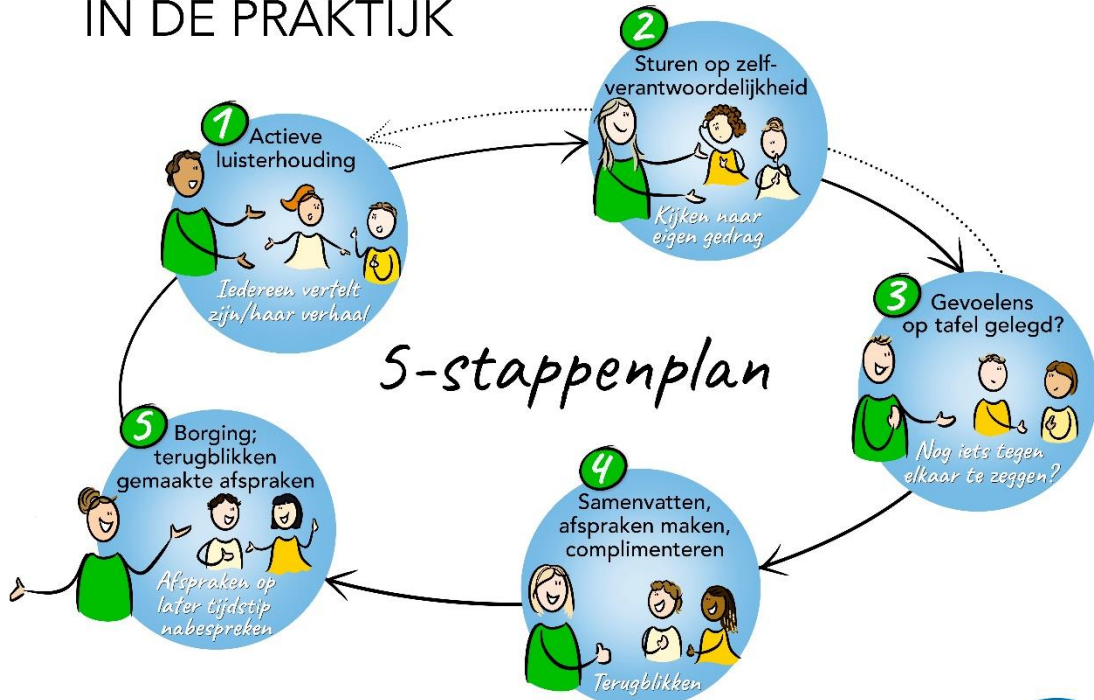 IN DE PRAKTIJK
1
Actieve
luisterhouding
Iedereen vertelt
zijn/haar verhaal
2
Sturen op zelf-
verantwoordelijkheid
Kijken naar
eigen gedrag
3
Gevoelens
op tafel gelegd?
Nog iets tegen
elkaar te zeggen?
5-stappenplan
4
Samenvatten,
afspraken maken,
complimenteren
Terugblikken
5
Borging;
terugblikken
gemaakte afspraken
Afspraken op
later tijdstip
nabespreken